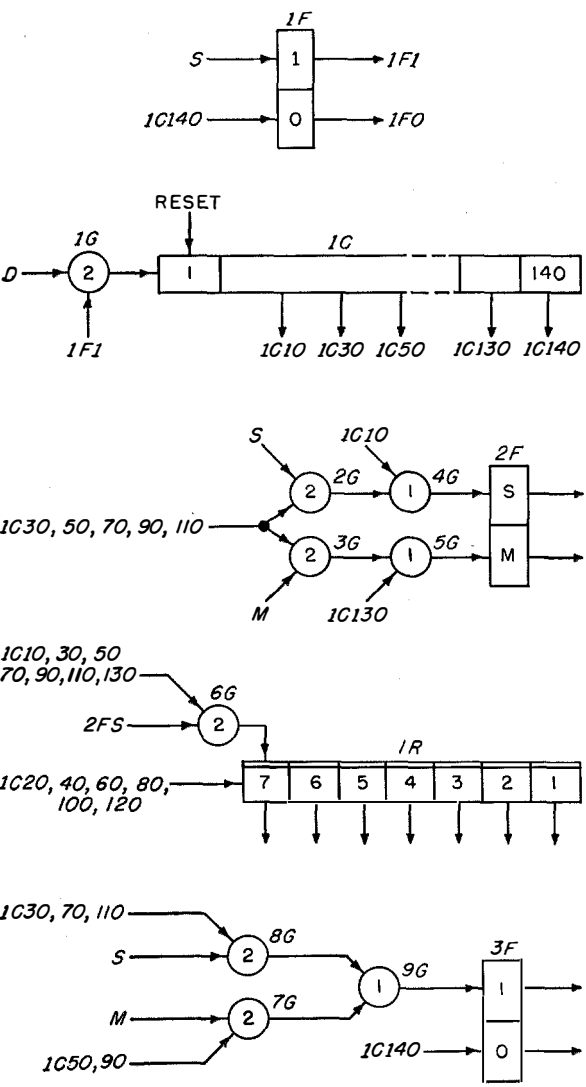 1F
S 1 1F1
1C140 0 1F0
RESET
1G 1C
D 2 1 140
1F1 1C10 1C30 1C50 1C130 1C140
S 1C10
2F
2 2G 1 4G S
1C30, 50, 70, 90, 110
2 3G 1 5G M
M 1C130
1C10, 30, 50
70, 90, 110, 130
6G
2FS 2
1R
1C20, 40, 60, 80, 7 6 5 4 3 2 1
100, 120
1C30, 70, 110
8G
S 2
9G 3F
1 1
7G
M 2
1C50, 90 1C140 0